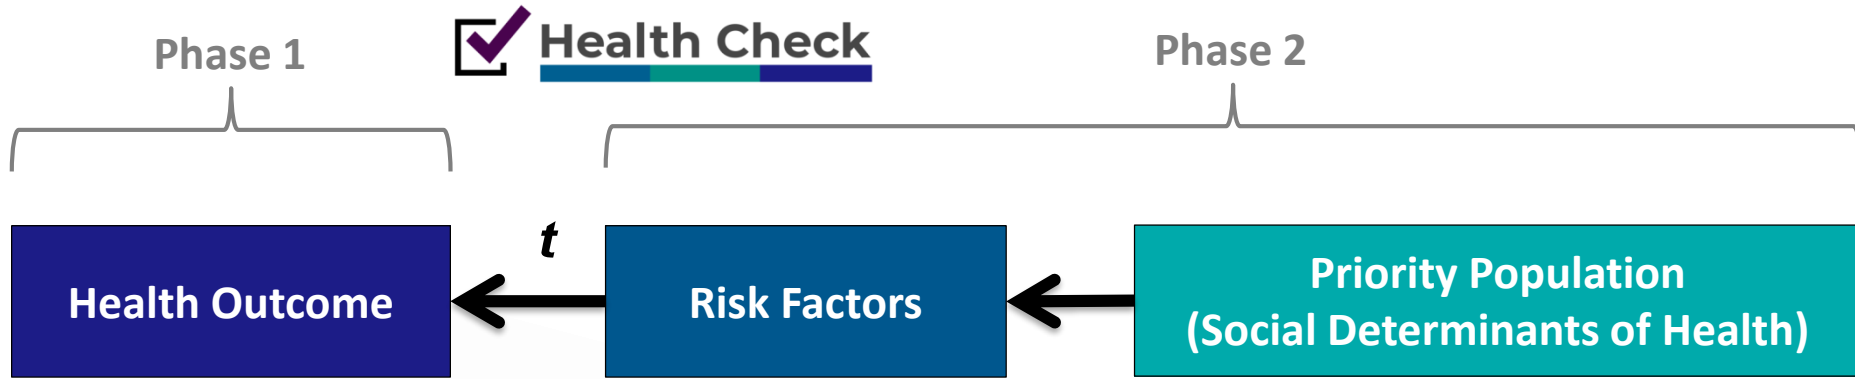 Phase 1
Health Check
Phase 2
t
Health Outcome
Risk Factors
Priority Population
(Social Determinants of Health)